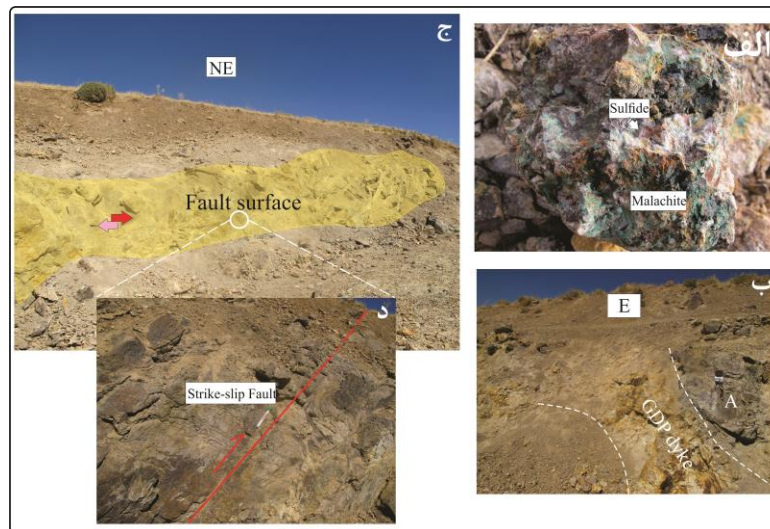 الف
Sulfide
Malachite
ب
E
A
GDP dyke
ج
NE
Fault surface
د
Strike-slip Fault